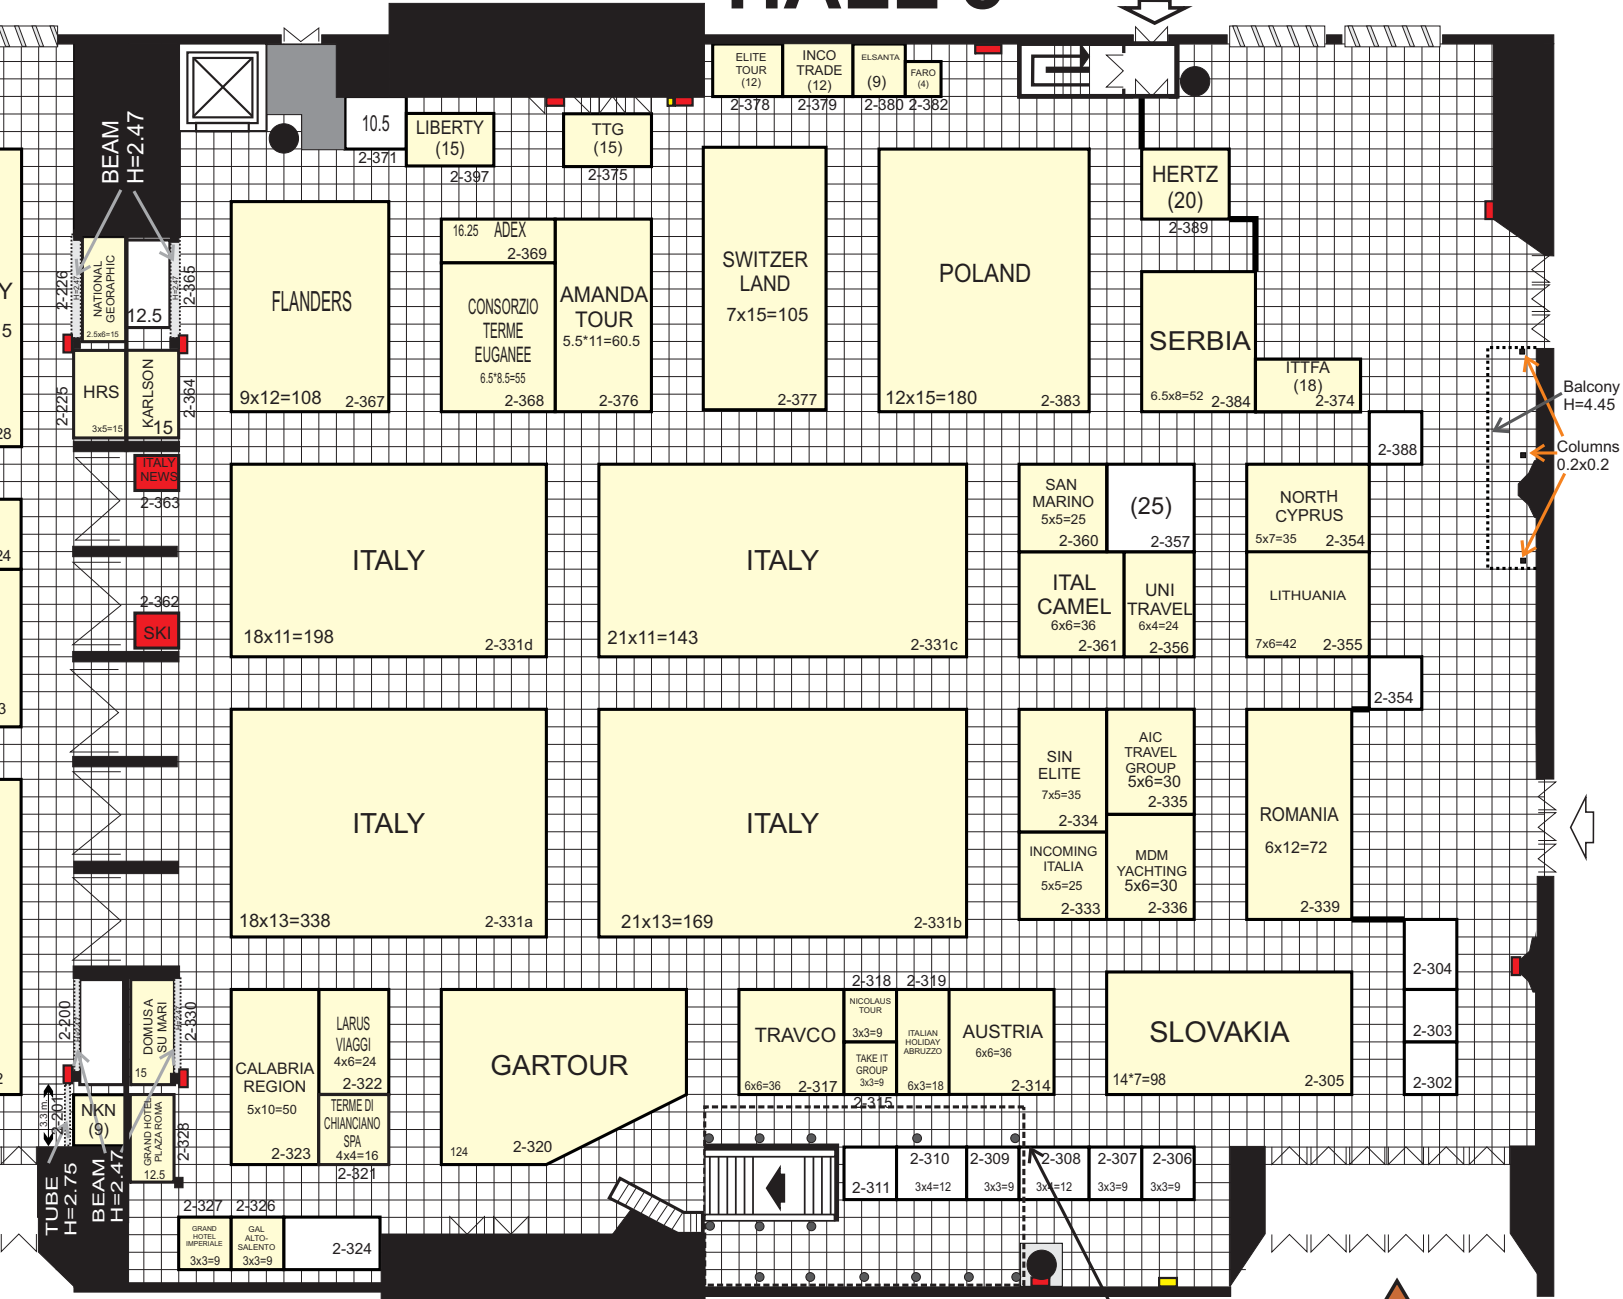 BEAM
H=2.47
ELITE
TOUR
(12)
2-378
INCO
TRADE
(12)
2-379
ELSANTA
(9)
2-380
FARO
(4)
2-382
10.5
2-371
LIBERTY
(15)
2-397
TTG
(15)
2-375
HERTZ
(20)
2-389
Y
5
28
24
3
2
2-226
NATIONAL
GEOGRAPHIC
2.5x6=15
12.5
2-365
2-225
HRS
3x5=15
KARLSON
15
2-364
FLANDERS
9x12=108
2-367
16.25
ADEX
2-369
CONSORZIO
TERME
EUGANEE
6.5*8.5=55
2-368
AMANDA
TOUR
5.5*11=60.5
2-376
SWITZER
LAND
7x15=105
2-377
POLAND
12x15=180
2-383
SERBIA
6.5x8=52
2-384
ITTFA
(18)
2-374
Balcony
H=4.45
Columns
0.2x0.2
2-388
ITALY
NEWS
2-363
2-362
SKI
ITALY
18x11=198
2-331d
ITALY
21x11=143
2-331c
SAN
MARINO
5x5=25
2-360
(25)
2-357
ITAL
CAMEL
6x6=36
2-361
UNI
TRAVEL
6x4=24
2-356
NORTH
CYPRUS
5x7=35
2-354
LITHUANIA
7x6=42
2-355
2-354
ITALY
18x13=338
2-331a
ITALY
21x13=169
2-331b
SIN
ELITE
7x5=35
2-334
AIC
TRAVEL
GROUP
5x6=30
2-335
INCOMING
ITALIA
5x5=25
2-333
MDM
YACHTING
5x6=30
2-336
ROMANIA
6x12=72
2-339
2-304
2-303
2-302
2-200
DOMUSA
SU MARI
15
2-330
3.3 m.
2-201
NKN
(9)
GRAND HOTEL
PLAZA ROMA
12.5
2-328
TUBE
H=2.75
BEAM
H=2.47
CALABRIA
REGION
5x10=50
2-323
LARUS
VIAGGI
4x6=24
2-322
TERME DI
CHIANCIANO
SPA
4x4=16
2-321
GARTOUR
124
2-320
TRAVCO
6x6=36
2-317
2-318
NICOLAUS
TOUR
3x3=9
TAKE IT
GROUP
3x3=9
2-315
2-319
ITALIAN
HOLIDAY
ABRUZZO
6x3=18
AUSTRIA
6x6=36
2-314
SLOVAKIA
14*7=98
2-305
2-311
2-310
3x4=12
2-309
3x3=9
2-308
3x4=12
2-307
3x3=9
2-306
3x3=9
2-327
GRAND
HOTEL
IMPERIALE
3x3=9
2-326
GAL
ALTO-
SALENTO
3x3=9
2-324